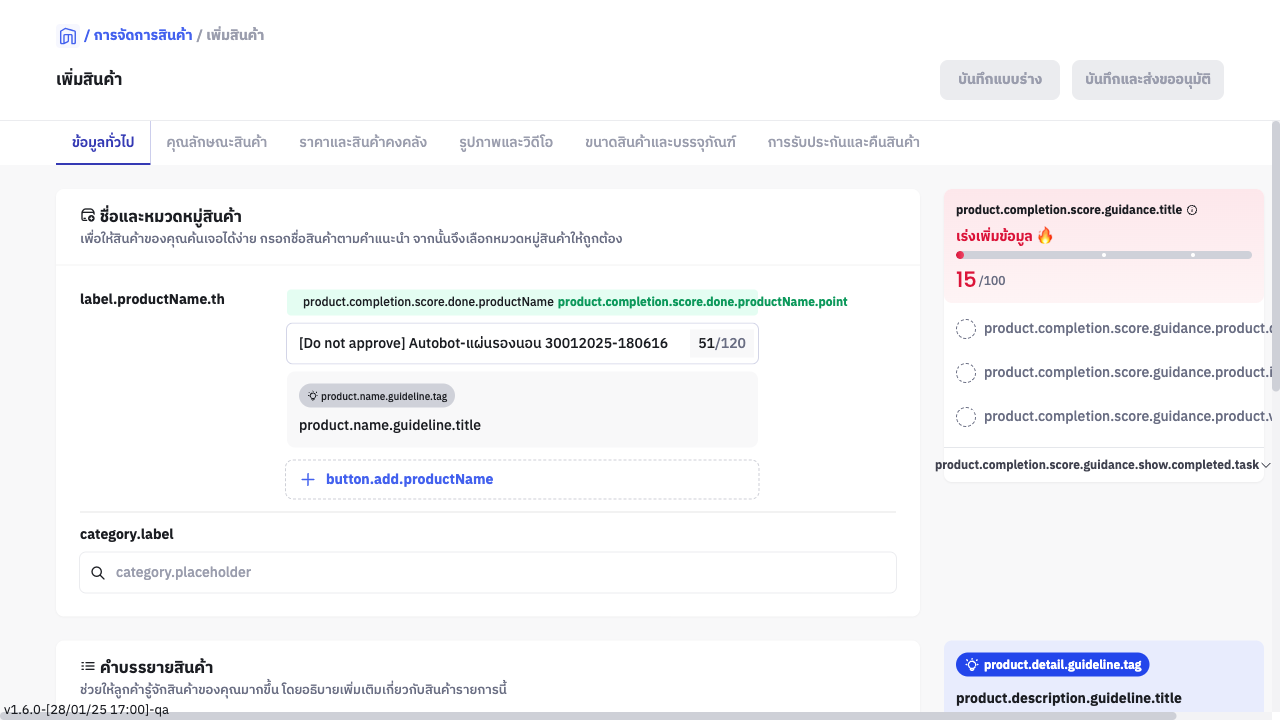 / การจัดการสินค้า / เพิ่มสินค้า
เพิ่มสินค้า
บันทึกแบบร่าง
บันทึกและส่งขออนุมัติ
ข้อมูลทั่วไป
คุณลักษณะสินค้า
ราคาและสินค้าคงคลัง
รูปภาพและวิดีโอ
ขนาดสินค้าและบรรจุภัณฑ์
การรับประกันและคืนสินค้า
ชื่อและหมวดหมู่สินค้า
เพื่อให้สินค้าของคุณค้นเจอได้ง่าย กรอกชื่อสินค้าตามคำแนะนำ จากนั้นจึงเลือกหมวดหมู่สินค้าให้ถูกต้อง
label.productName.th
product.completion.score.done.productName product.completion.score.done.productName.point
[Do not approve] Autobot-แผ่นรองนอน 30012025-180616
51/120
product.name.guideline.tag
product.name.guideline.title
button.add.productName
category.label
category.placeholder
คำบรรยายสินค้า
ช่วยให้ลูกค้ารู้จักสินค้าของคุณมากขึ้น โดยอธิบายเพิ่มเติมเกี่ยวกับสินค้ารายการนี้
product.completion.score.guidance.title
เร่งเพิ่มข้อมูล 🔥
15 /100
product.completion.score.guidance.product.
product.completion.score.guidance.product.
product.completion.score.guidance.product.
product.completion.score.guidance.show.completed.task
product.detail.guideline.tag
product.description.guideline.title
v1.6.0-[28/01/25 17:00]-qa